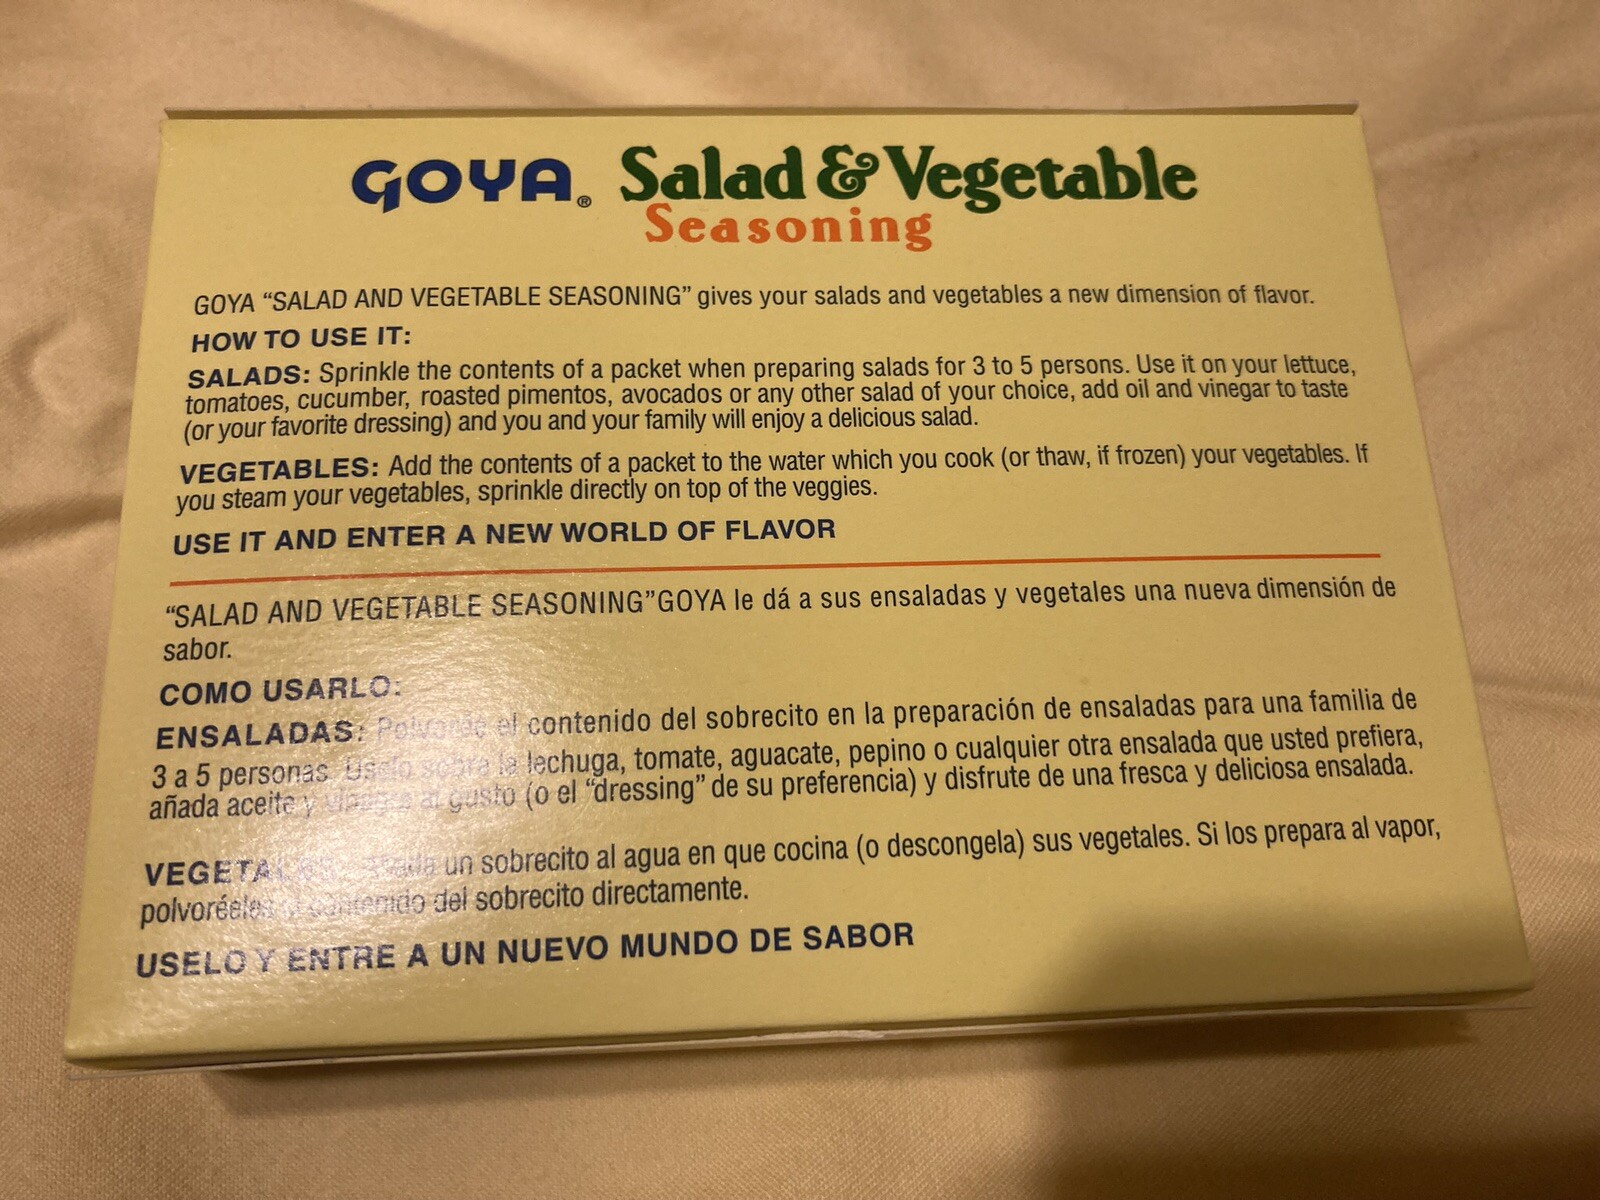 GOYA® Salad & Vegetable
Seasoning
GOYA “SALAD AND VEGETABLE SEASONING” gives your salads and vegetables a new dimension of flavor.
HOW TO USE IT:
SALADS: Sprinkle the contents of a packet when preparing salads for 3 to 5 persons. Use it on your lettuce,
tomatoes, cucumber, roasted pimentos, avocados or any other salad of your choice, add oil and vinegar to taste
(or your favorite dressing) and you and your family will enjoy a delicious salad.
VEGETABLES: Add the contents of a packet to the water which you cook (or thaw, if frozen) your vegetables. If
you steam your vegetables, sprinkle directly on top of the veggies.
USE IT AND ENTER A NEW WORLD OF FLAVOR
“SALAD AND VEGETABLE SEASONING”GOYA le dá a sus ensaladas y vegetales una nueva dimensión de
sabor.
COMO USARLO:
ENSALADAS: el contenido del sobrecito en la preparación de ensaladas para una familia de
3 a 5 personas. Uselo sobre la lechuga, tomate, aguacate, pepino o cualquier otra ensalada que usted prefiera,
añada aceite y al gusto (o el “dressing” de su preferencia) y disfrute de una fresca y deliciosa ensalada.
un sobrecito al agua en que cocina (o descongela) sus vegetales. Si los prepara al vapor,
contenido del sobrecito directamente.
USELO Y ENTRE A UN NUEVO MUNDO DE SABOR